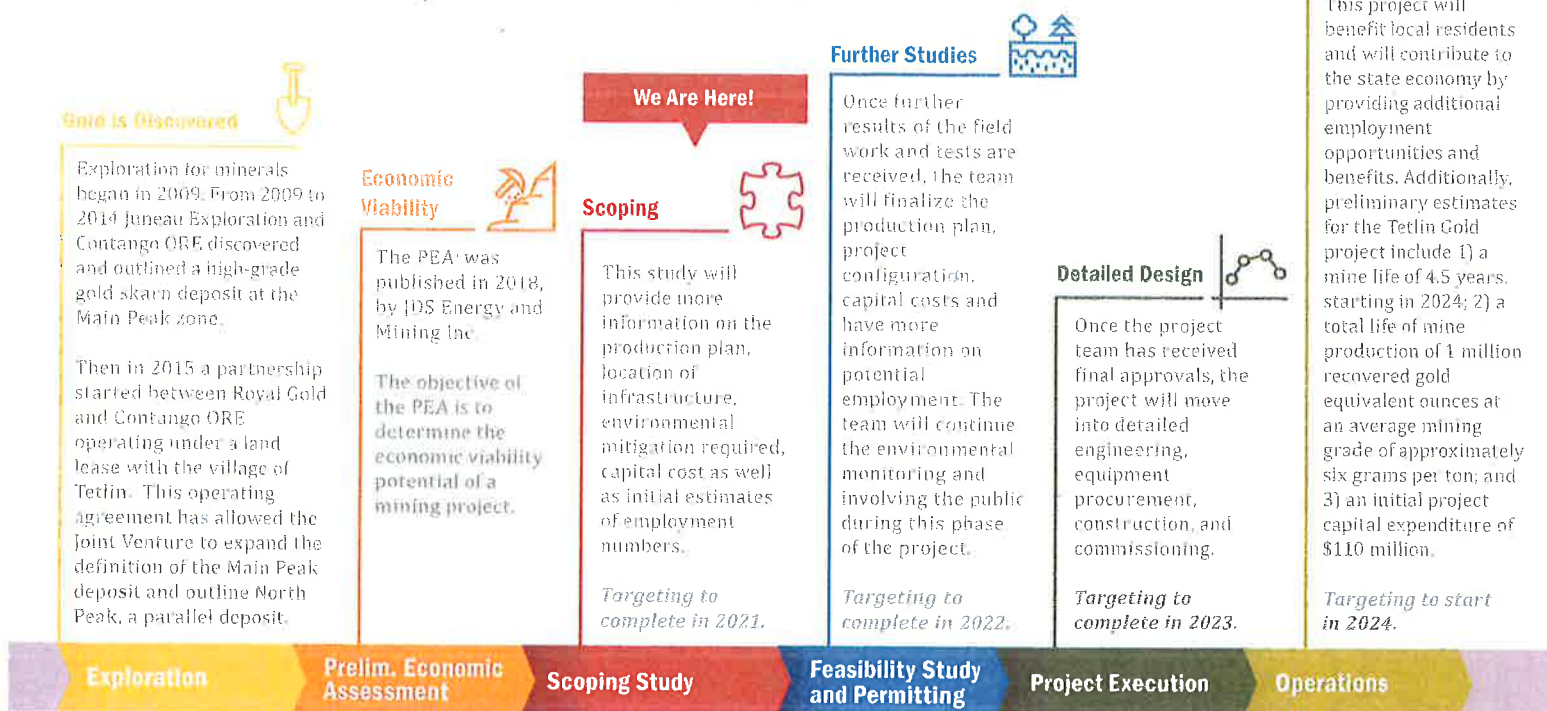 Gold is Discovered
Exploration for minerals
began in 2009. From 2009 to
2014 Juneau Exploration and
Contango ORE discovered
and outlined a high-grade
gold skarn deposit at the
Main Peak zone.
Then in 2015 a partnership
started between Royal Gold
and Contango ORE
operating under a land
lease with the village of
Tetlin. This operating
agreement has allowed the
Joint Venture to expand the
definition of the Main Peak
deposit and outline North
Peak, a parallel deposit.
Exploration
Economic
Viability
The PEA was
published in 2018,
by JDS Energy and
Mining Inc.
The objective of
the PEA is to
determine the
economic viability
potential of a
mining project.
Prelim. Economic
Assessment
We Are Here!
Scoping
This study will
provide more
information on the
production plan,
location of
infrastructure,
environmental
mitigation required,
capital cost as well
as initial estimates
of employment
numbers.
Targeting to
complete in 2021.
Scoping Study
Further Studies
Once further
results of the field
work and tests are
received, the team
will finalize the
production plan,
project
configuration,
capital costs and
have more
information on
potential
employment. The
team will continue
the environmental
monitoring and
involving the public
during this phase
of the project.
Targeting to
complete in 2022.
Feasibility Study
and Permitting
Detailed Design
Once the project
team has received
final approvals, the
project will move
into detailed
engineering,
equipment
procurement,
construction, and
commissioning.
Targeting to
complete in 2023.
Project Execution
This project will
benefit local residents
and will contribute to
the state economy by
providing additional
employment
opportunities and
benefits. Additionally,
preliminary estimates
for the Tetlin Gold
project include 1) a
mine life of 4.5 years,
starting in 2024; 2) a
total life of mine
production of 1 million
recovered gold
equivalent ounces at
an average mining
grade of approximately
six grams per ton; and
3) an initial project
capital expenditure of
$110 million.
Targeting to start
in 2024.
Operations